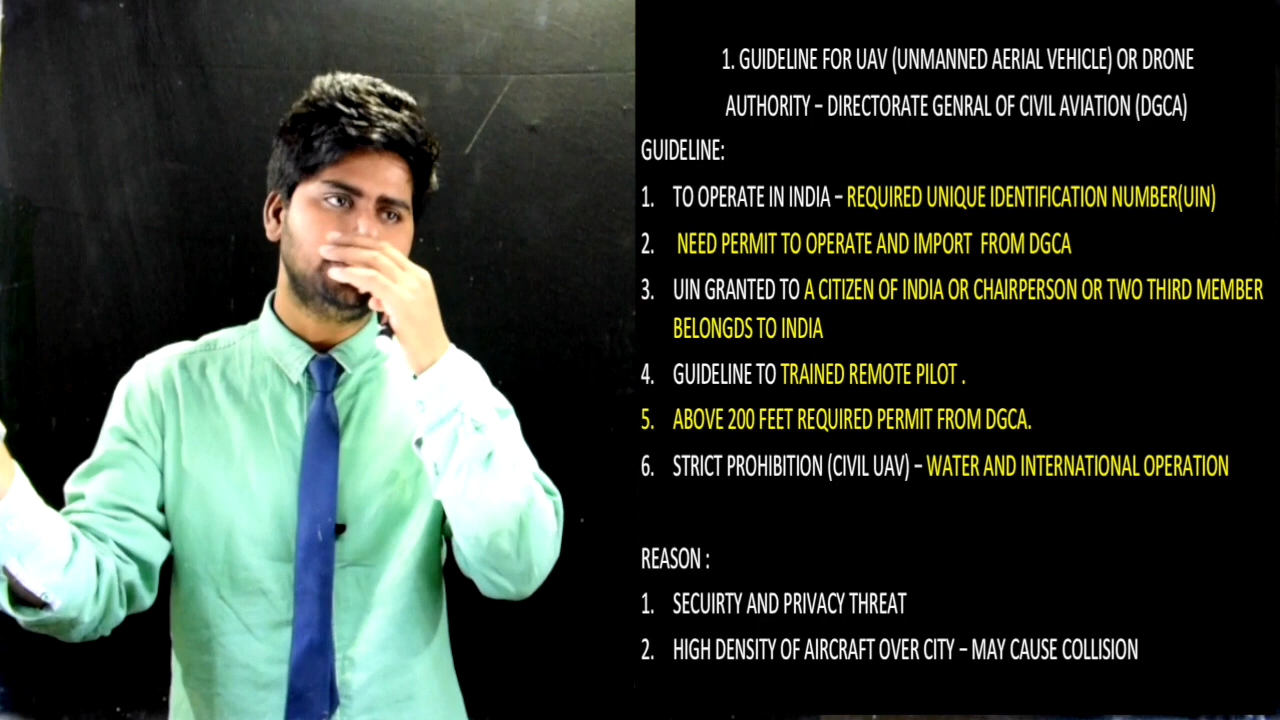 1. GUIDELINE FOR UAV (UNMANNED AERIAL VEHICLE) OR DRONE
AUTHORITY – DIRECTORATE GENRAL OF CIVIL AVIATION (DGCA)
GUIDELINE:
1. TO OPERATE IN INDIA – REQUIRED UNIQUE IDENTIFICATION NUMBER(UIN)
2. NEED PERMIT TO OPERATE AND IMPORT FROM DGCA
3. UIN GRANTED TO A CITIZEN OF INDIA OR CHAIRPERSON OR TWO THIRD MEMBER
BELONGDS TO INDIA
4. GUIDELINE TO TRAINED REMOTE PILOT .
5. ABOVE 200 FEET REQUIRED PERMIT FROM DGCA.
6. STRICT PROHIBITION (CIVIL UAV) – WATER AND INTERNATIONAL OPERATION
REASON :
1. SECUIRTY AND PRIVACY THREAT
2. HIGH DENSITY OF AIRCRAFT OVER CITY – MAY CAUSE COLLISION